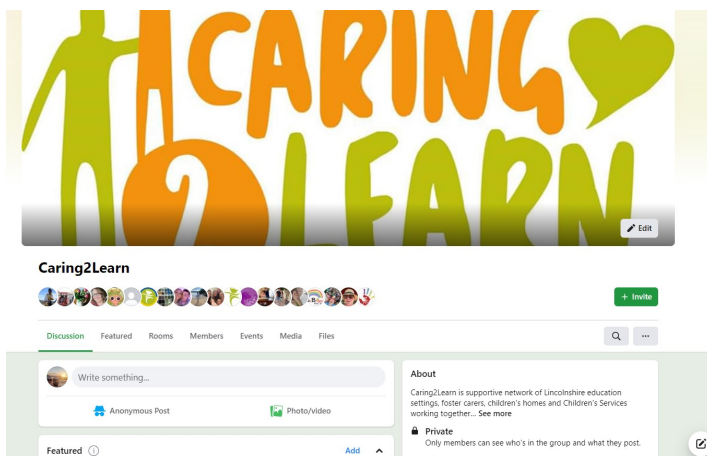 CARING
2LEARN
Edit
Caring2Learn
+ Invite
Discussion Featured Rooms Members Events Media Files
Write something...
Anonymous Post Photo/video
Featured Add
About
Caring2Learn is supportive network of Lincolnshire education
settings, foster carers, children's homes and Children's Services
working together... See more
Private
Only members can see who's in the group and what they post.